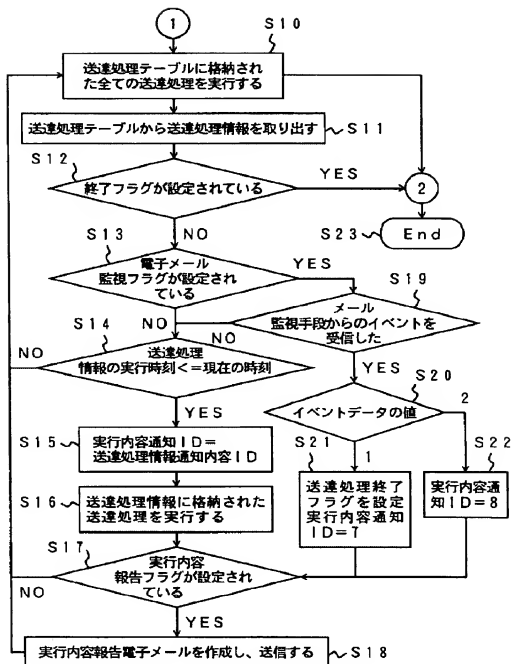 1
S10
送達処理テーブルに格納され
た全ての送達処理を実行する
送達処理テーブルから送達処理情報を取り出す
S11
S12
終了フラグが設定されている
YES
2
NO
S23
End
S13
電子メール
監視フラグが設定され
ている
YES
S19
メール
監視手段からのイベントを
受信した
NO
NO
YES
S14
送達処理
情報の実行時刻<=現在の時刻
NO
YES
S20
イベントデータの値
2
1
S15
実行内容通知ID=
送達処理情報通知内容ID
S21
送達処理終了
フラグを設定
実行内容通知
ID=7
S22
実行内容通
知ID=8
S16
送達処理情報に格納された
送達処理を実行する
S17
実行内容
報告フラグが設定され
ている
NO
YES
実行内容報告電子メールを作成し、送信する
S18